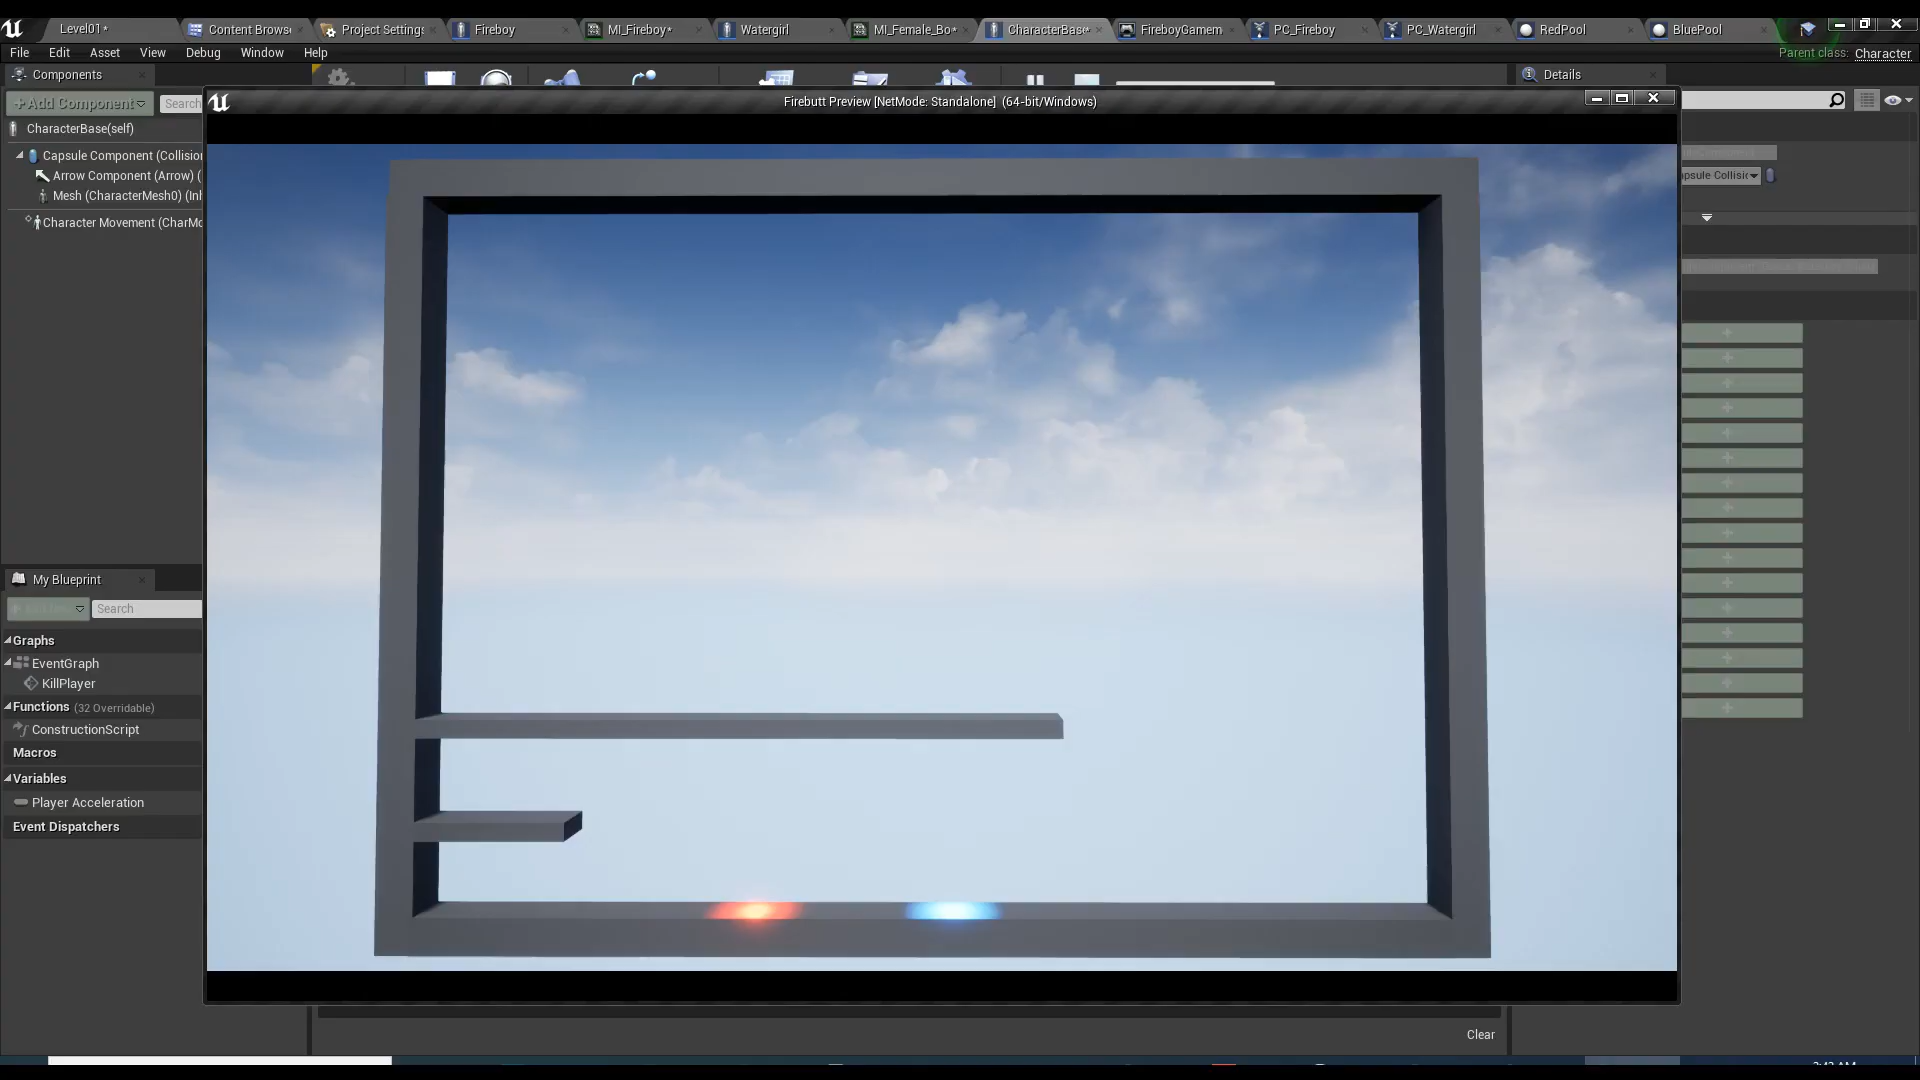 Level01*
Content Browse
Project Settings
Fireboy
MI_Fireboy*
Watergirl
MI_Female_Bo*
CharacterBase*
FireboyGamem
PC_Fireboy
PC_Watergirl
RedPool
BluePool
File
Edit
Asset
View
Debug
Window
Help
Parent class: Character
Components
Details
+Add Component
Search
Firebutt Preview [NetMode: Standalone] (64-bit/Windows)
CharacterBase(self)
Capsule Component (Collision
Arrow Component (Arrow) (
Mesh (CharacterMesh0) (Inh
Character Movement (CharMo
apsule Collisic
My Blueprint
Search
Graphs
EventGraph
KillPlayer
Functions (32 Overridable)
ConstructionScript
Macros
Variables
Player Acceleration
Event Dispatchers
Clear